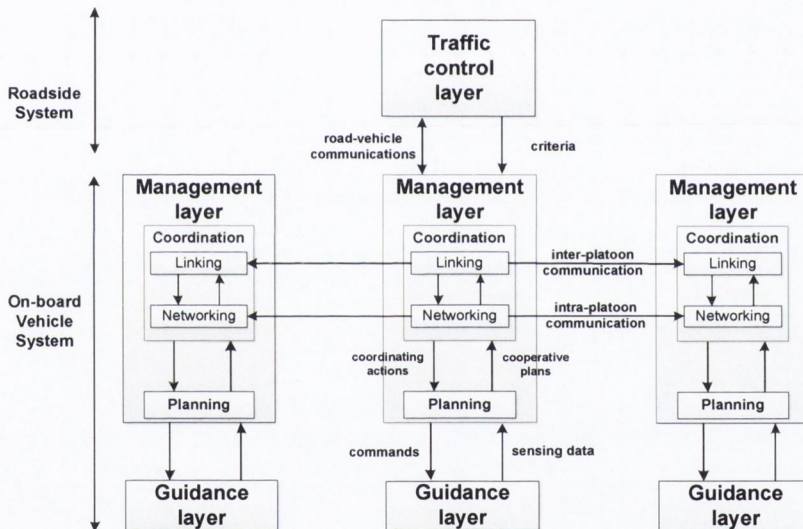 Traffic
control
layer
Roadside
System
road-vehicle
communications
criteria
Management
layer
Management
layer
Management
layer
Coordination
Coordination
Coordination
Linking
Linking
inter-platoon
communication
Linking
On-board
Vehicle
System
Networking
Networking
intra-platoon
communication
Networking
coordinating
actions
cooperative
plans
Planning
Planning
Planning
commands
sensing data
Guidance
layer
Guidance
layer
Guidance
layer